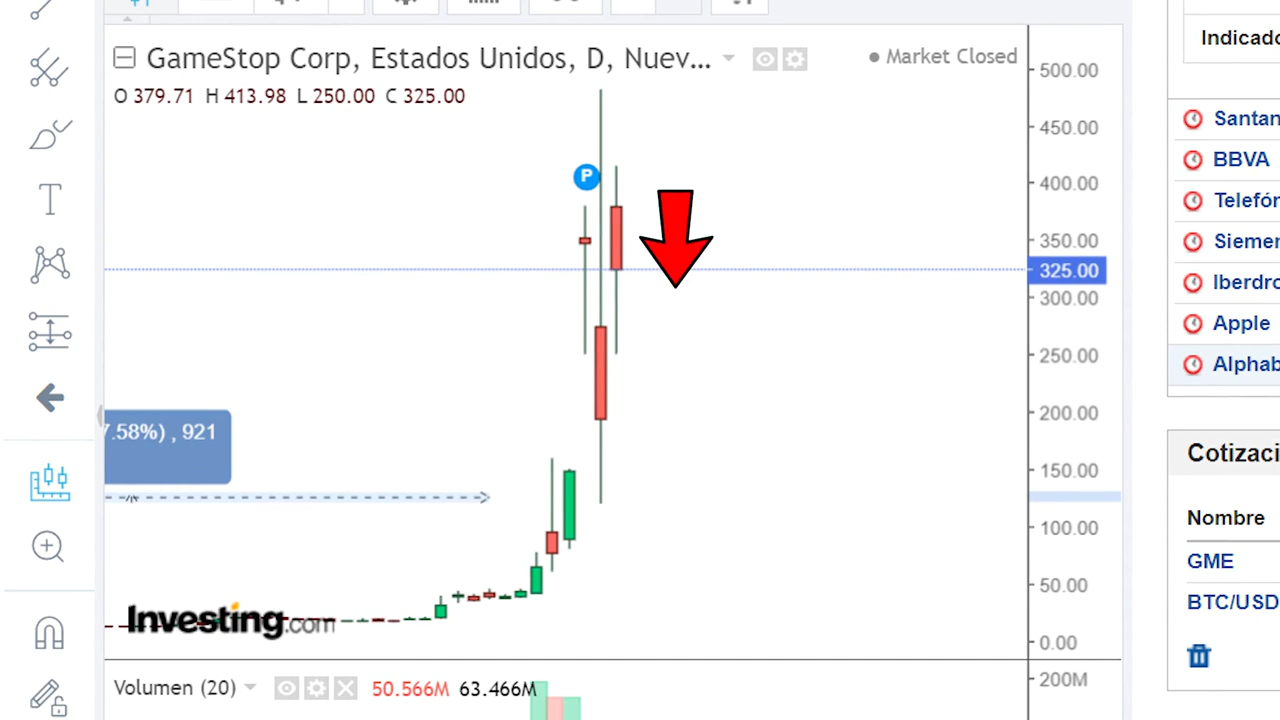 GameStop Corp, Estados Unidos, D, Nuev...
Market Closed
O 379.71 H 413.98 L 250.00 C 325.00
P
500.00
450.00
400.00
350.00
325.00
300.00
250.00
200.00
150.00
100.00
50.00
0.00
200M
7.58%) , 921
Investing.com
Volumen (20) 50.566M 63.466M
T
Indicado
Santan
BBVA
Telefón
Siemen
Iberdro
Apple
Alphab
Cotizaci
Nombre
GME
BTC/USD